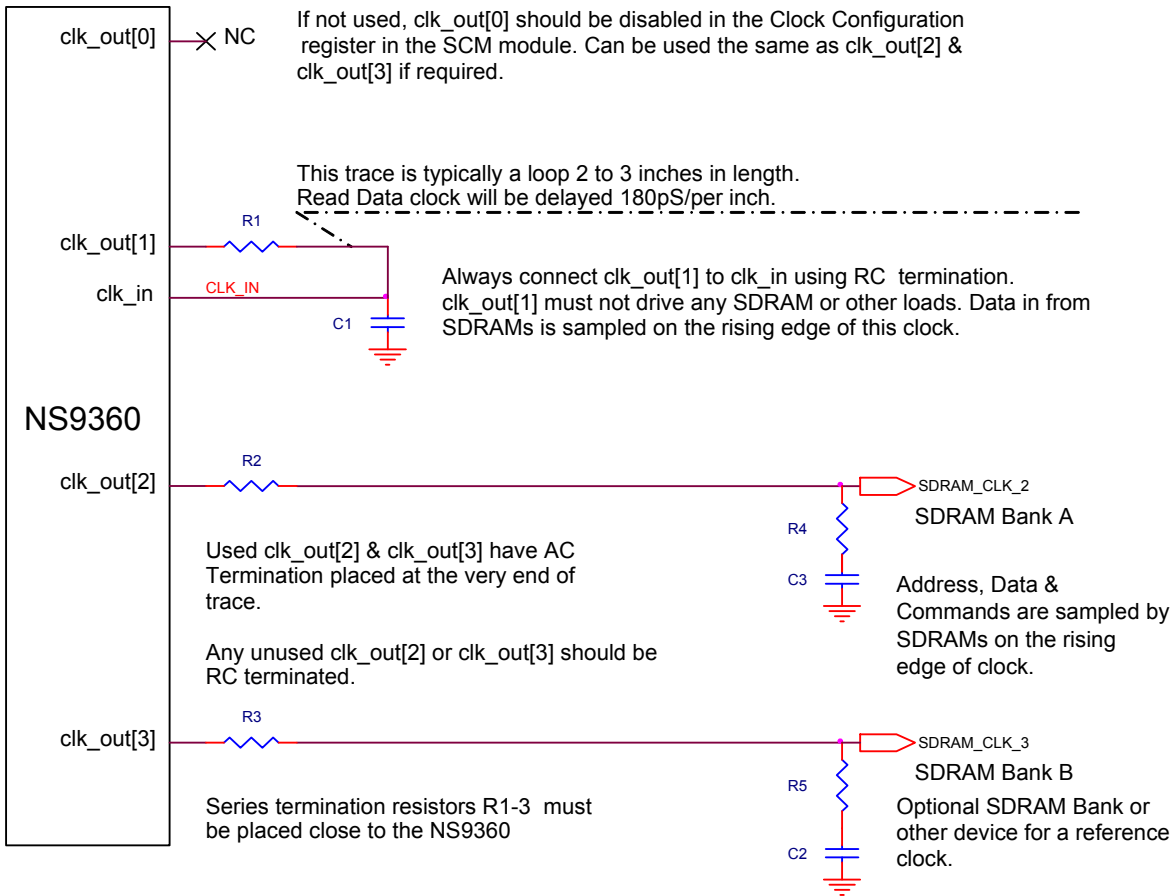 clk_out[0]
NC
If not used, clk_out[0] should be disabled in the Clock Configuration
register in the SCM module. Can be used the same as clk_out[2] &
clk_out[3] if required.
This trace is typically a loop 2 to 3 inches in length.
Read Data clock will be delayed 180pS/per inch.
R1
clk_out[1]
clk_in
CLK_IN
C1
Always connect clk_out[1] to clk_in using RC termination.
clk_out[1] must not drive any SDRAM or other loads. Data in from
SDRAMs is sampled on the rising edge of this clock.
NS9360
R2
clk_out[2]
SDRAM_CLK_2
SDRAM Bank A
R4
C3
Used clk_out[2] & clk_out[3] have AC
Termination placed at the very end of
trace.
Address, Data &
Commands are sampled by
SDRAMs on the rising
edge of clock.
Any unused clk_out[2] or clk_out[3] should be
RC terminated.
R3
clk_out[3]
SDRAM_CLK_3
SDRAM Bank B
R5
C2
Series termination resistors R1-3 must
be placed close to the NS9360
Optional SDRAM Bank or
other device for a reference
clock.